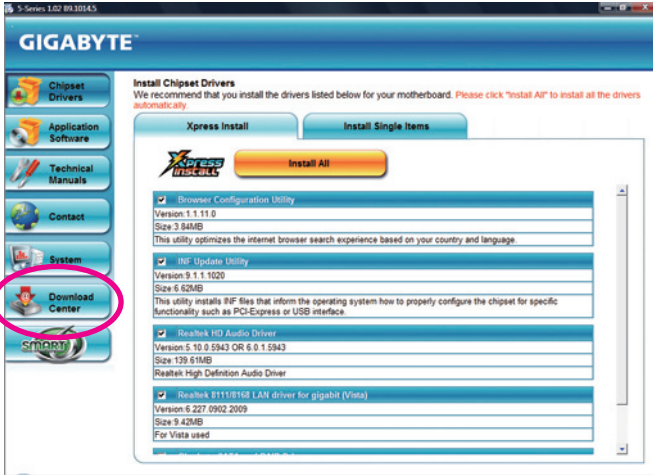 5-Series 1.02 B9.1014.5
GIGABYTE™
Chipset
Drivers
Application
Software
Technical
Manuals
Contact
System
Download
Center
SMART
Install Chipset Drivers
We recommend that you install the drivers listed below for your motherboard. Please click "Install All" to install all the drivers
automatically.
Xpress Install
Install Single Items
Xpress
INSTALL
Install All
Browser Configuration Utility
Version:1.1.11.0
Size:3.84MB
This utility optimizes the internet browser search experience based on your country and language.
INF Update Utility
Version:9.1.1.1020
Size:6.62MB
This utility installs INF files that inform the operating system how to properly configure the chipset for specific
functionality such as PCI-Express or USB interface.
Realtek HD Audio Driver
Version:5.10.0.5943 OR 6.0.1.5943
Size:139.61MB
Realtek High Definition Audio Driver
Realtek 8111/8168 LAN driver for gigabit (Vista)
Version:6.227.0902.2009
Size:9.42MB
For Vista used